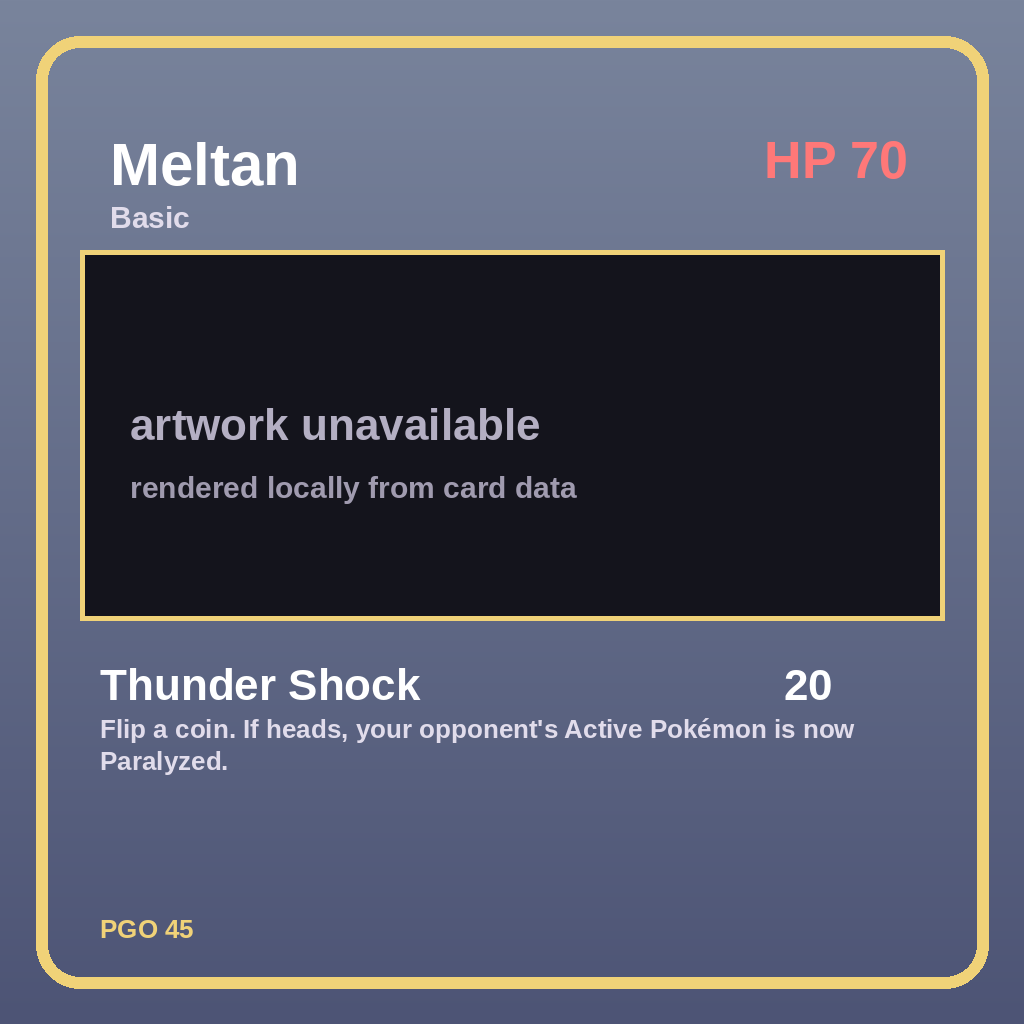 Meltan
HP 70
Basic
artwork unavailable
rendered locally from card data
Thunder Shock
20
Flip a coin. If heads, your opponent's Active Pokémon is now
Paralyzed.
PGO 45